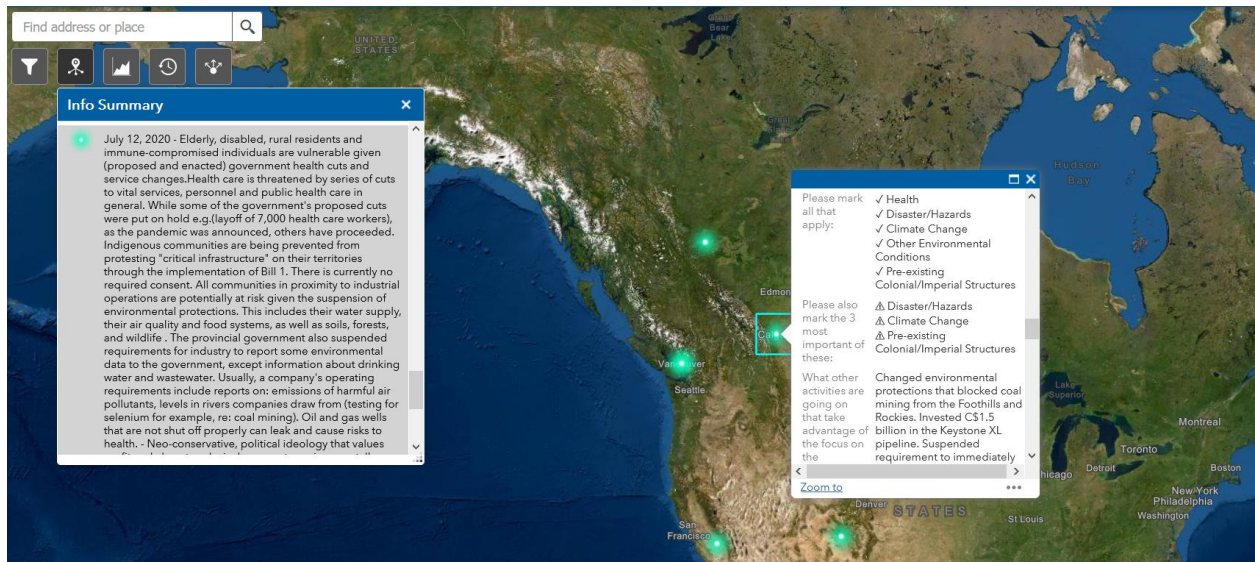 Find address or place
Info Summary
July 12, 2020 - Elderly, disabled, rural residents and
immune-compromised individuals are vulnerable given
(proposed and enacted) government health cuts and
service changes.Health care is threatened by series of cuts
to vital services, personnel and public health care in
general. While some of the government's proposed cuts
were put on hold e.g.(layoff of 7,000 health care workers),
as the pandemic was announced, others have proceeded.
Indigenous communities are being prevented from
protesting "critical infrastructure" on their territories
through the implementation of Bill 1. There is currently no
required consent. All communities in proximity to industrial
operations are potentially at risk given the suspension of
environmental protections. This includes their water supply,
their air quality and food systems, as well as soils, forests,
and wildlife . The provincial government also suspended
requirements for industry to report some environmental
data to the government, except information about drinking
water and wastewater. Usually, a company's operating
requirements include reports on: emissions of harmful air
pollutants, levels in rivers companies draw from (testing for
selenium for example, re: coal mining). Oil and gas wells
that are not shut off properly can leak and cause risks to
health. - Neo-conservative, political ideology that values
Please mark
all that
apply:
✓ Health
✓ Disaster/Hazards
✓ Climate Change
✓ Other Environmental
Conditions
✓ Pre-existing
Colonial/Imperial Structures
Please also
mark the 3
most
important of
these:
⚠ Disaster/Hazards
⚠ Climate Change
⚠ Pre-existing
Colonial/Imperial Structures
What other
activities are
going on
that take
advantage of
the focus on
the
Changed environmental
protections that blocked coal
mining from the Foothills and
Rockies. Invested C$1.5
billion in the Keystone XL
pipeline. Suspended
requirement to immediately
Zoom to
UNITED
STATES
Great
Bear
Lake
Hudson
Bay
Edmon
Seattle
San
Francisco
Denver
STATES
St Louis
hicago
Detroit
Lake
Superior
Toronto
Montreal
Boston
New York
Philadelphia
Washington